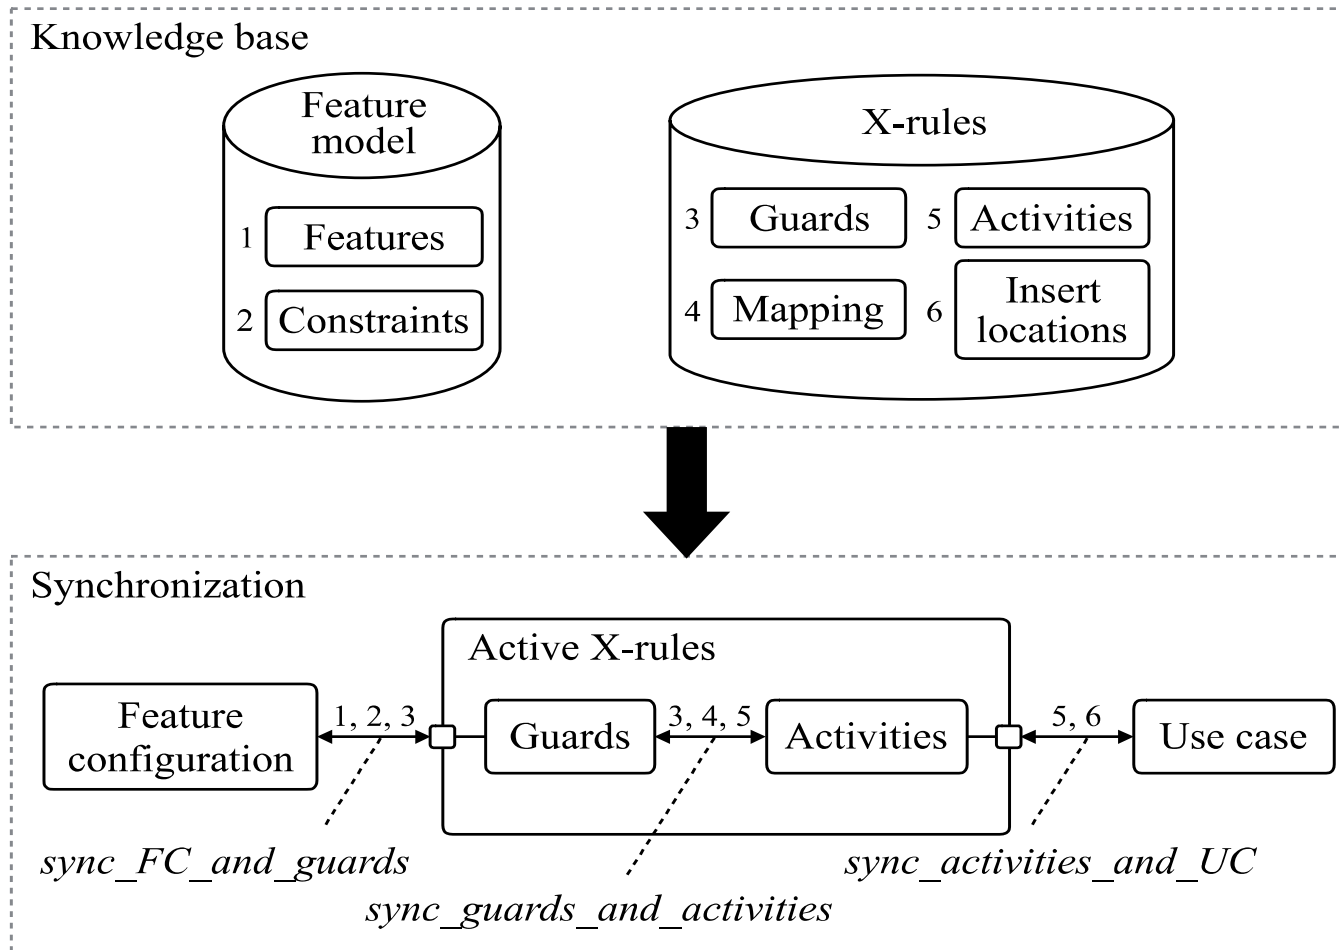 Knowledge base
Feature
model
1 Features
2 Constraints
X-rules
3 Guards 5 Activities
4 Mapping 6 Insert
locations
Synchronization
Active X-rules
Feature
configuration
1, 2, 3
Guards
3, 4, 5
Activities
5, 6
Use case
sync_FC_and_guards
sync_guards_and_activities
sync_activities_and_UC